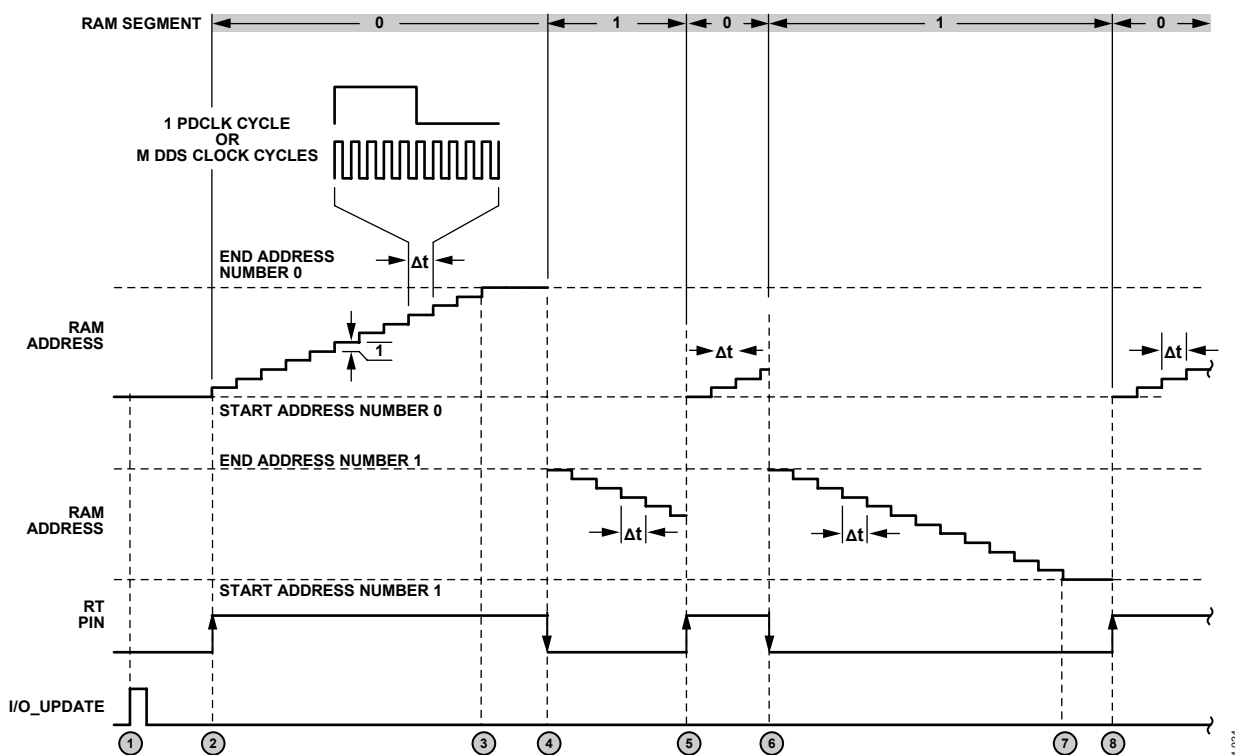 RAM SEGMENT
0
1
0
1
0
1 PDCLK CYCLE
OR
M DDS CLOCK CYCLES
END ADDRESS
NUMBER 0
Δt
RAM
ADDRESS
1
Δt
Δt
START ADDRESS NUMBER 0
END ADDRESS NUMBER 1
RAM
ADDRESS
Δt
Δt
START ADDRESS NUMBER 1
RT
PIN
I/O_UPDATE
1
2
3
4
5
6
7
8